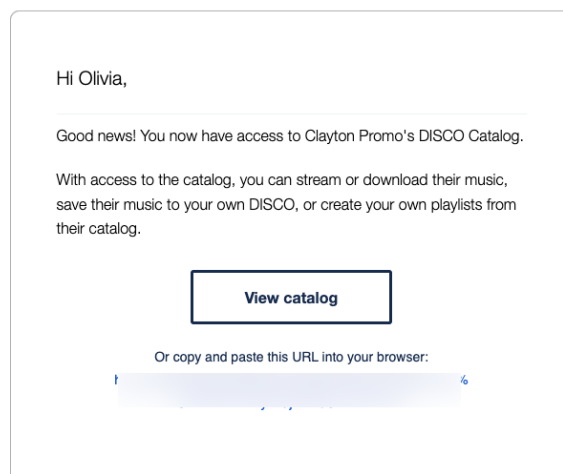 Hi Olivia,
Good news! You now have access to Clayton Promo's DISCO Catalog.
With access to the catalog, you can stream or download their music,
save their music to your own DISCO, or create your own playlists from
their catalog.
View catalog
Or copy and paste this URL into your browser: